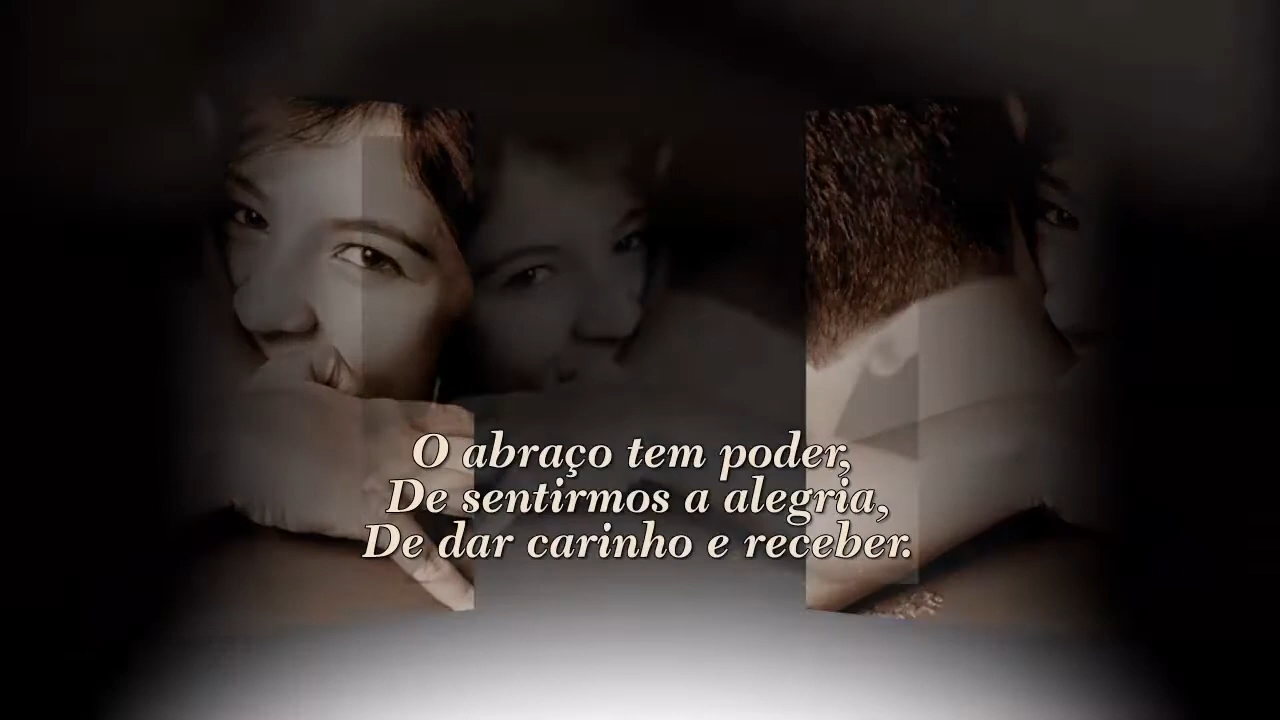 O abraço tem poder,
De sentirmos a alegria,
De dar carinho e receber.